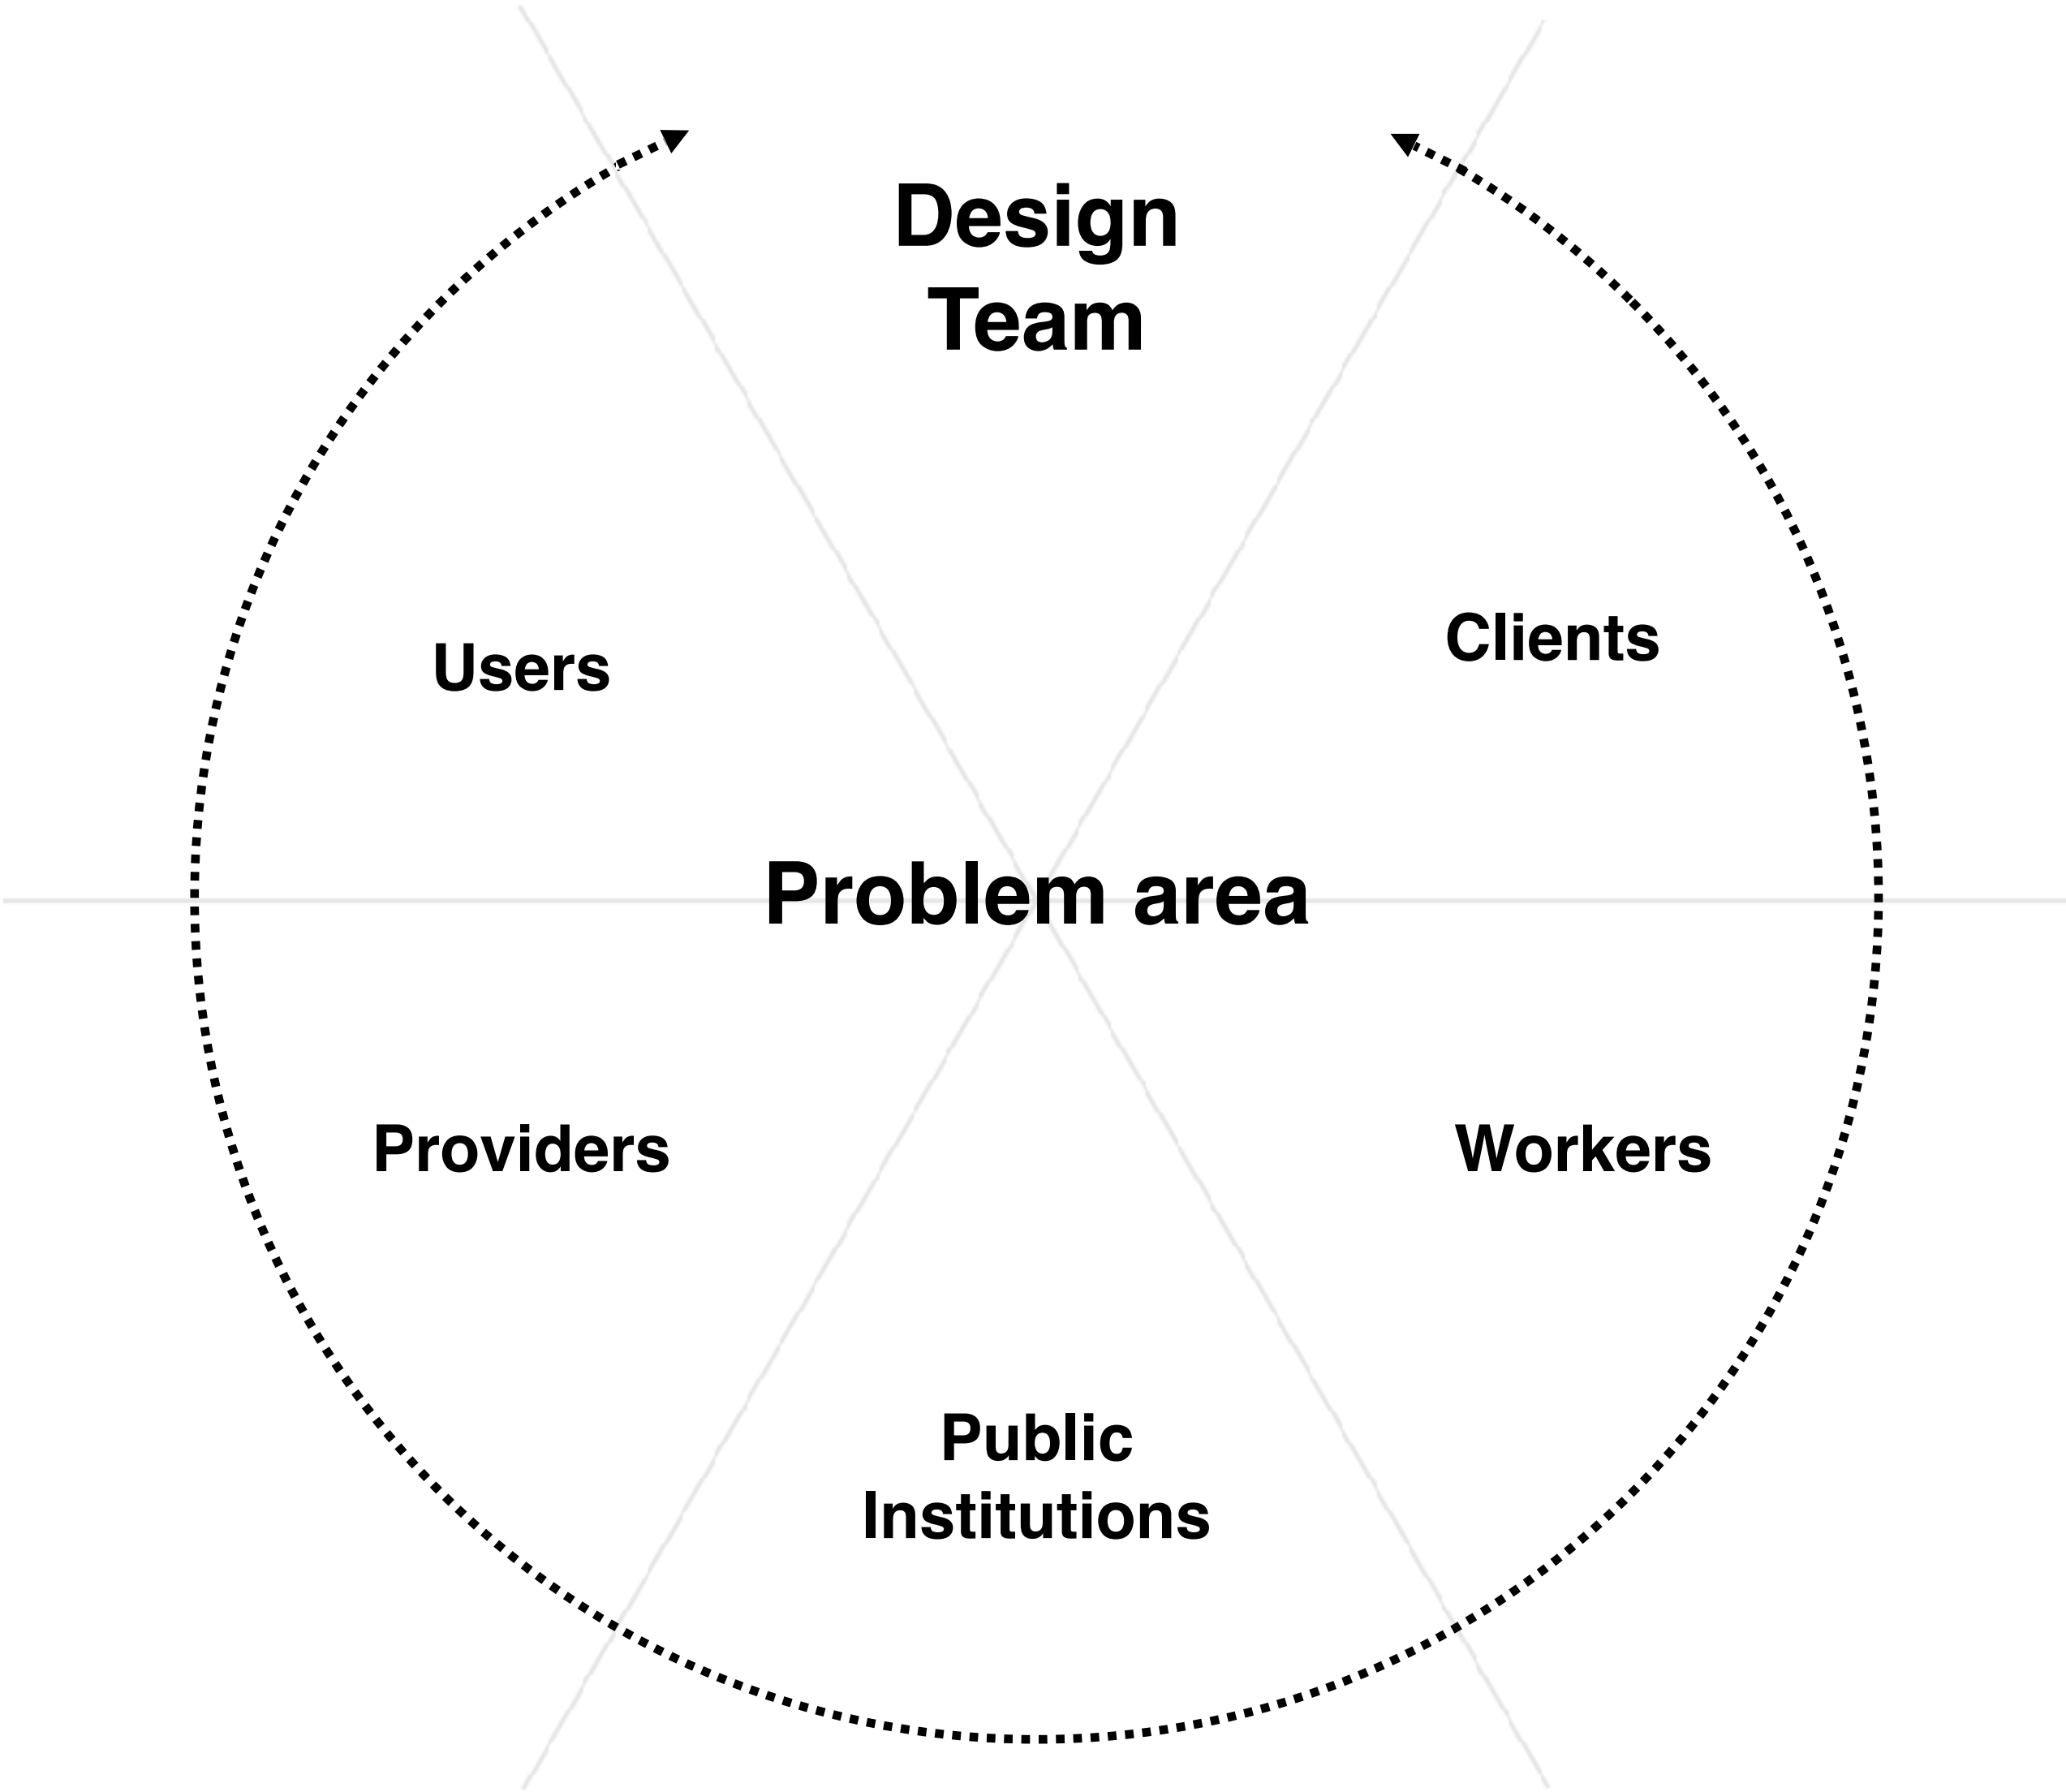 Design
Team
Users
Clients
Problem area
Providers
Workers
Public
Institutions